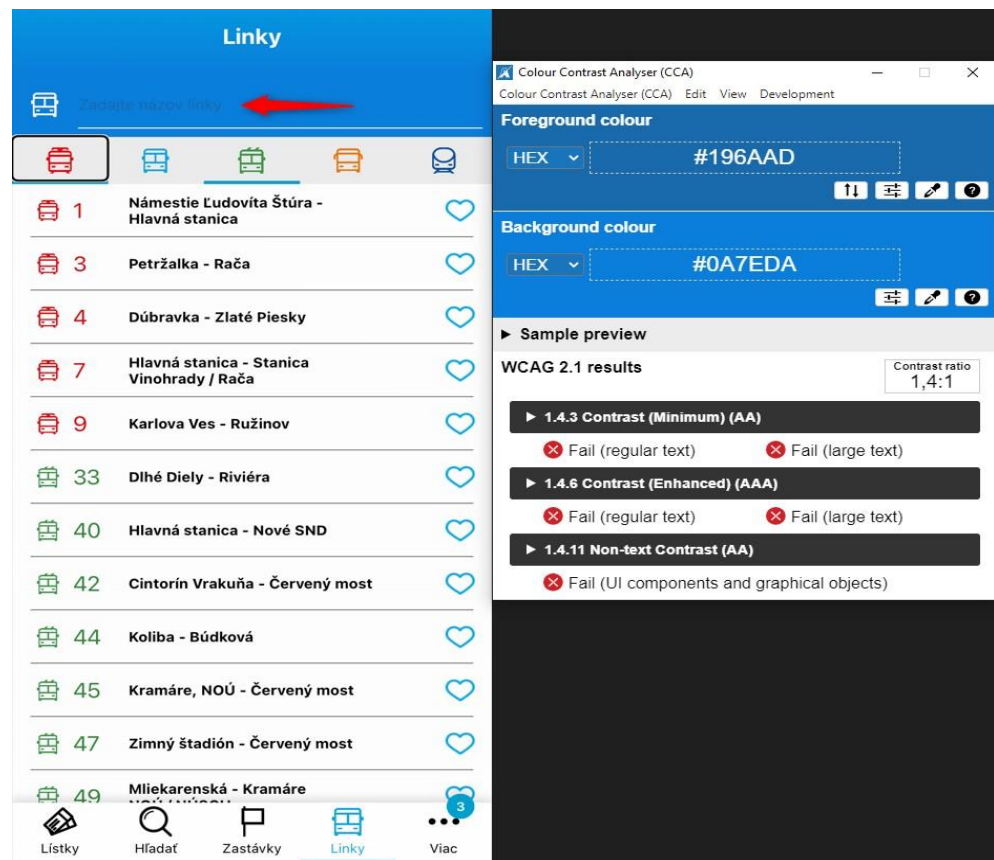 Linky
Zadajte názov linky
1 Námestie Ľudovíta Štúra -
Hlavná stanica
3 Petržalka - Rača
4 Dúbravka - Zlaté Piesky
7 Hlavná stanica - Stanica
Vinohrady / Rača
9 Karlova Ves - Ružinov
33 Dlhé Diely - Riviéra
40 Hlavná stanica - Nové SND
42 Cintorín Vrakuňa - Červený most
44 Koliba - Búdková
45 Kramáre, NOÚ - Červený most
47 Zimný štadión - Červený most
49 Mliekarenská - Kramáre
3
Lístky
Hľadať
Zastávky
Linky
Viac
Colour Contrast Analyser (CCA)
Colour Contrast Analyser (CCA) Edit View Development
Foreground colour
HEX #196AAD
Background colour
HEX #0A7EDA
Sample preview
WCAG 2.1 results
Contrast ratio
1,4:1
1.4.3 Contrast (Minimum) (AA)
Fail (regular text) Fail (large text)
1.4.6 Contrast (Enhanced) (AAA)
Fail (regular text) Fail (large text)
1.4.11 Non-text Contrast (AA)
Fail (UI components and graphical objects)